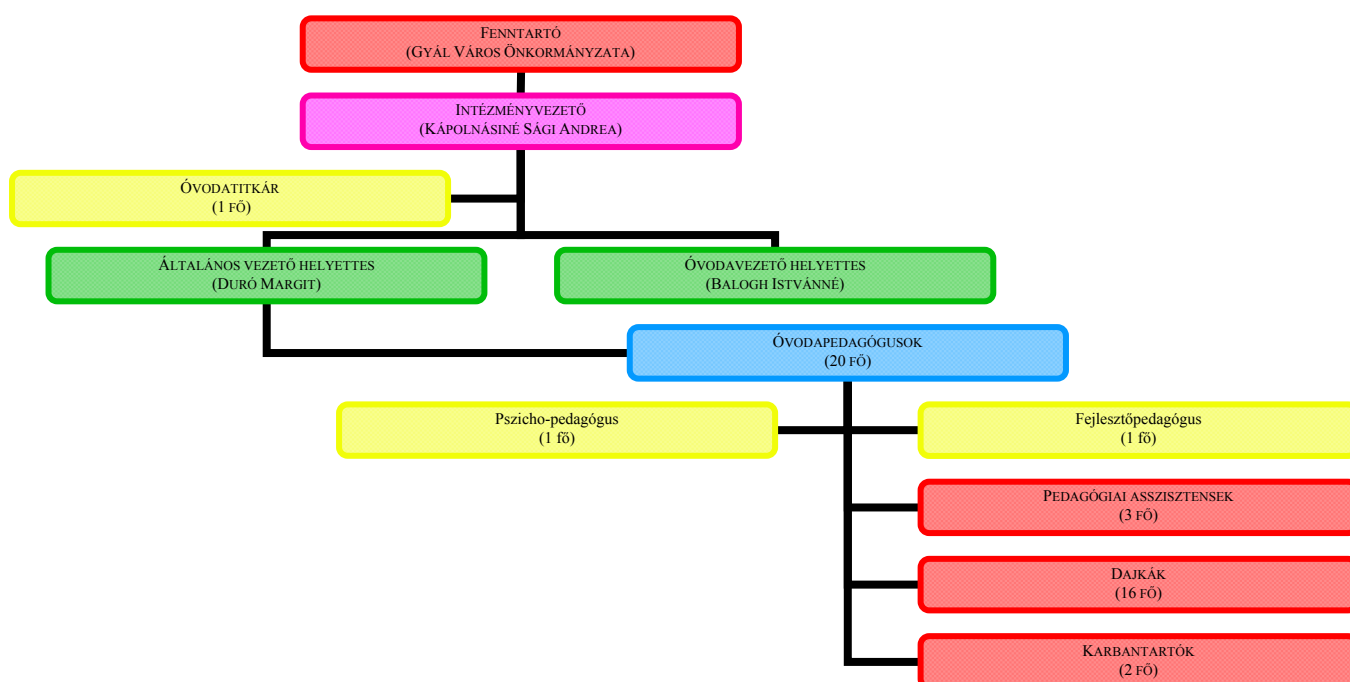 FENNTARTÓ
(GYÁL VÁROS ÖNKORMÁNYZATA)
INTÉZMÉNYVEZETŐ
(KÁPOLNÁSINÉ SÁGI ANDREA)
ÓVODATITKÁR
(1 FŐ)
ÁLTALÁNOS VEZETŐ HELYETTES
(DURÓ MARGIT)
ÓVODAVEZETŐ HELYETTES
(BALOGH ISTVÁNNÉ)
ÓVODAPEDAGÓGUSOK
(20 FŐ)
Pszicho-pedagógus
(1 fő)
Fejlesztőpedagógus
(1 fő)
PEDAGÓGIAI ASSZISZTENSEK
(3 FŐ)
DAJKÁK
(16 FŐ)
KARBANTARTÓK
(2 FŐ)